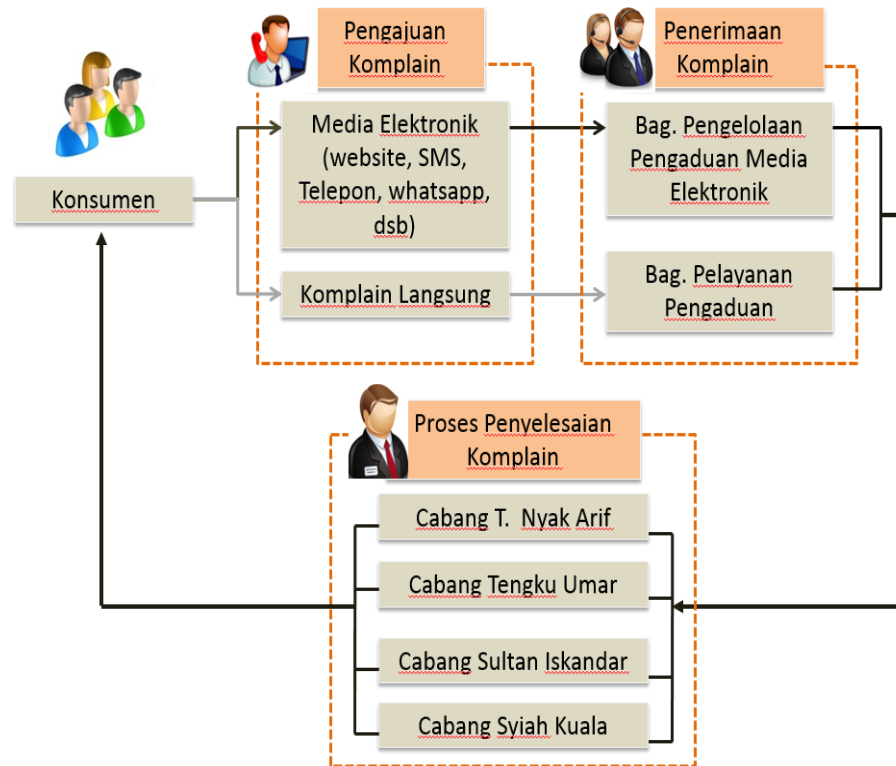 Pengajuan
Komplain
Penerimaan
Komplain
Konsumen
Media Elektronik
(website, SMS,
Telepon, whatsapp,
dsb)
Bag. Pengelolaan
Pengaduan Media
Elektronik
Komplain Langsung
Bag. Pelayanan
Pengaduan
Proses Penyelesaian
Komplain
Cabang T.  Nyak Arif
Cabang Tengku Umar
Cabang Sultan Iskandar
Cabang Syiah Kuala